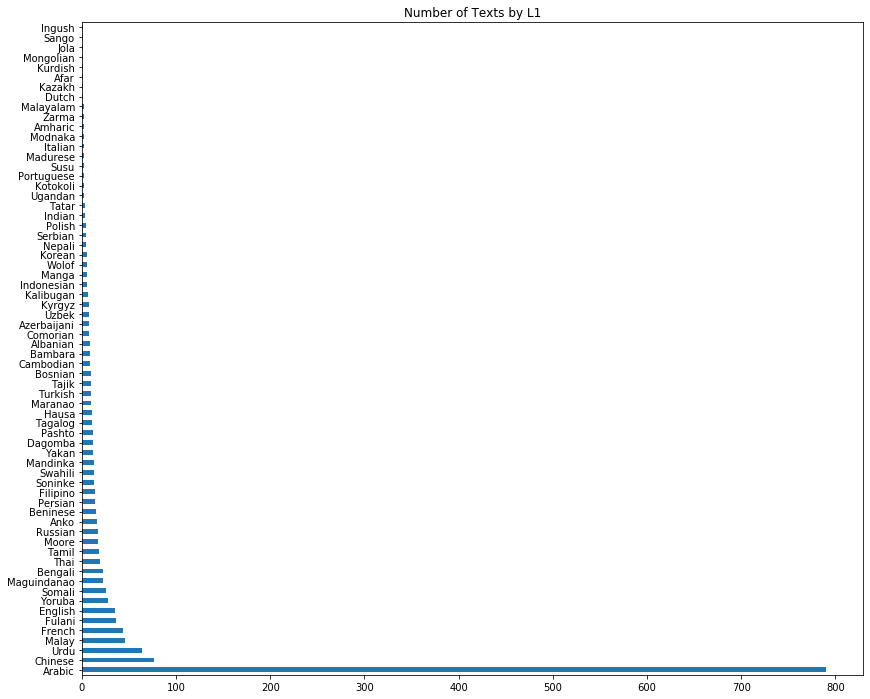 Number of Texts by L1
Ingush
Sango
Jola
Mongolian
Kurdish
Afar
Kazakh
Dutch
Malayalam
Zarma
Amharic
Modnaka
Italian
Madurese
Susu
Portuguese
Kotokoli
Ugandan
Tatar
Indian
Polish
Serbian
Nepali
Korean
Wolof
Manga
Indonesian
Kalibugan
Kyrgyz
Uzbek
Azerbaijani
Comorian
Albanian
Bambara
Cambodian
Bosnian
Tajik
Turkish
Maranao
Hausa
Tagalog
Pashto
Dagomba
Yakan
Mandinka
Swahili
Soninke
Filipino
Persian
Beninese
Anko
Russian
Moore
Tamil
Thai
Bengali
Maguindanao
Somali
Yoruba
English
Fulani
French
Malay
Urdu
Chinese
Arabic
0 100 200 300 400 500 600 700 800